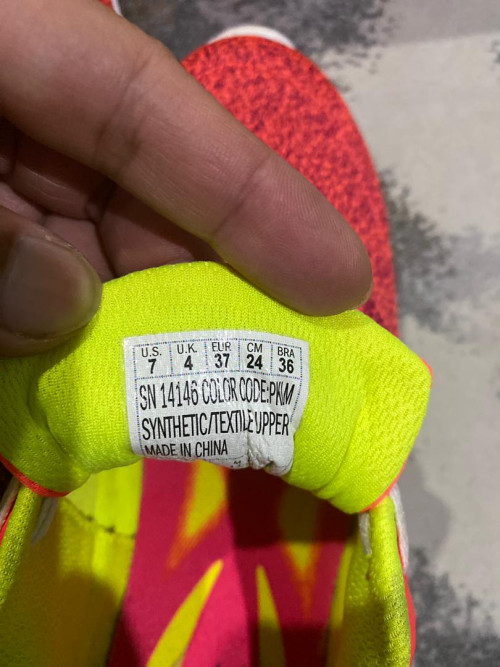 U.S. U.K. EUR CM BRA
7 4 37 24 36
SN 14146 COLOR CODE:PKM
SYNTHETIC/TEXTILE UPPER
MADE IN CHINA